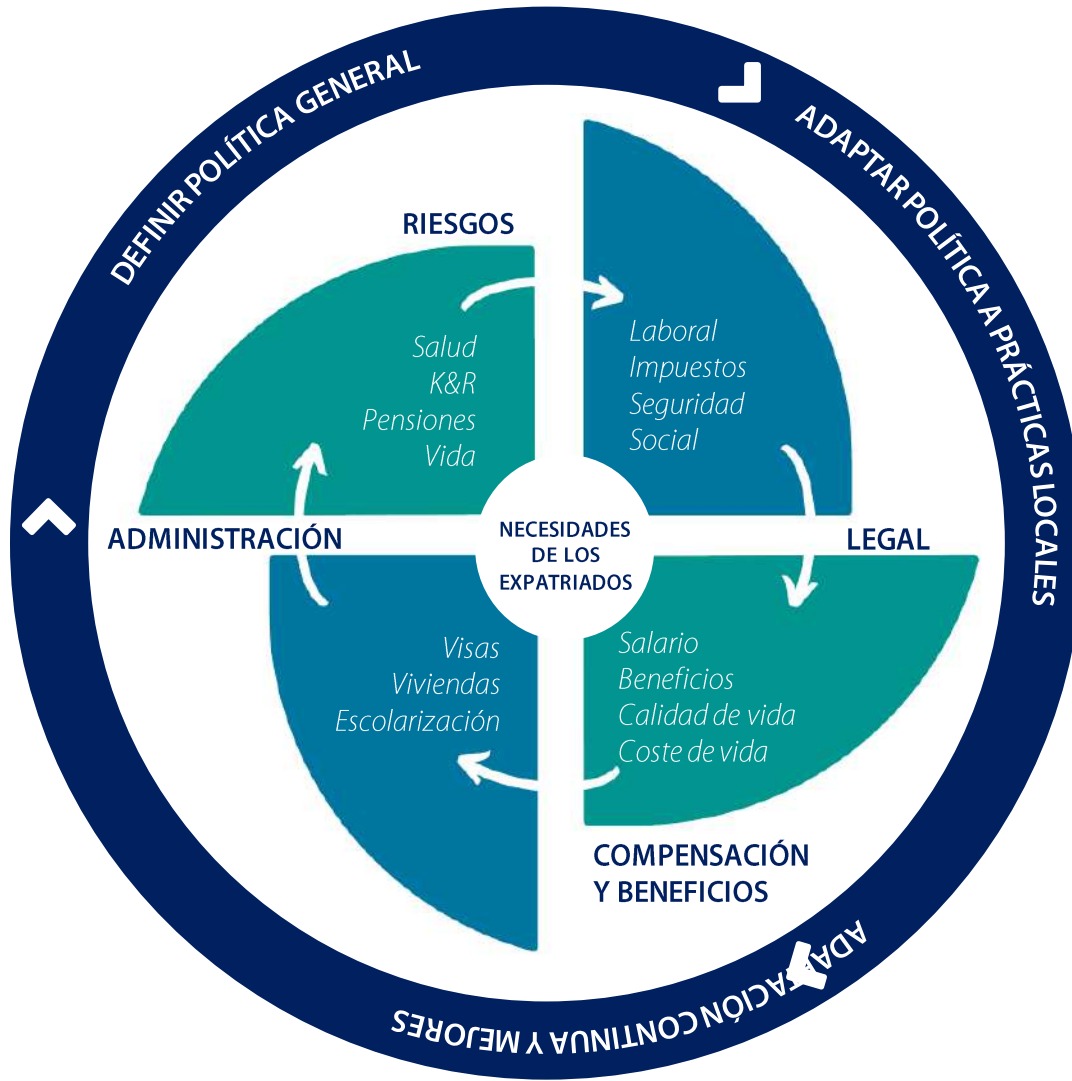 DEFINIR POLÍTICA GENERAL
ADAPTAR POLÍTICA A PRÁCTICAS LOCALES
RIESGOS
Salud
K&R
Pensiones
Vida
Laboral
Impuestos
Seguridad
Social
ADMINISTRACIÓN
NECESIDADES
DE LOS
EXPATRIADOS
LEGAL
Visas
Viviendas
Escolarización
Salario
Beneficios
Calidad de vida
Coste de vida
COMPENSACIÓN
Y BENEFICIOS
ADAPTACIÓN CONTINUA Y MEJORES